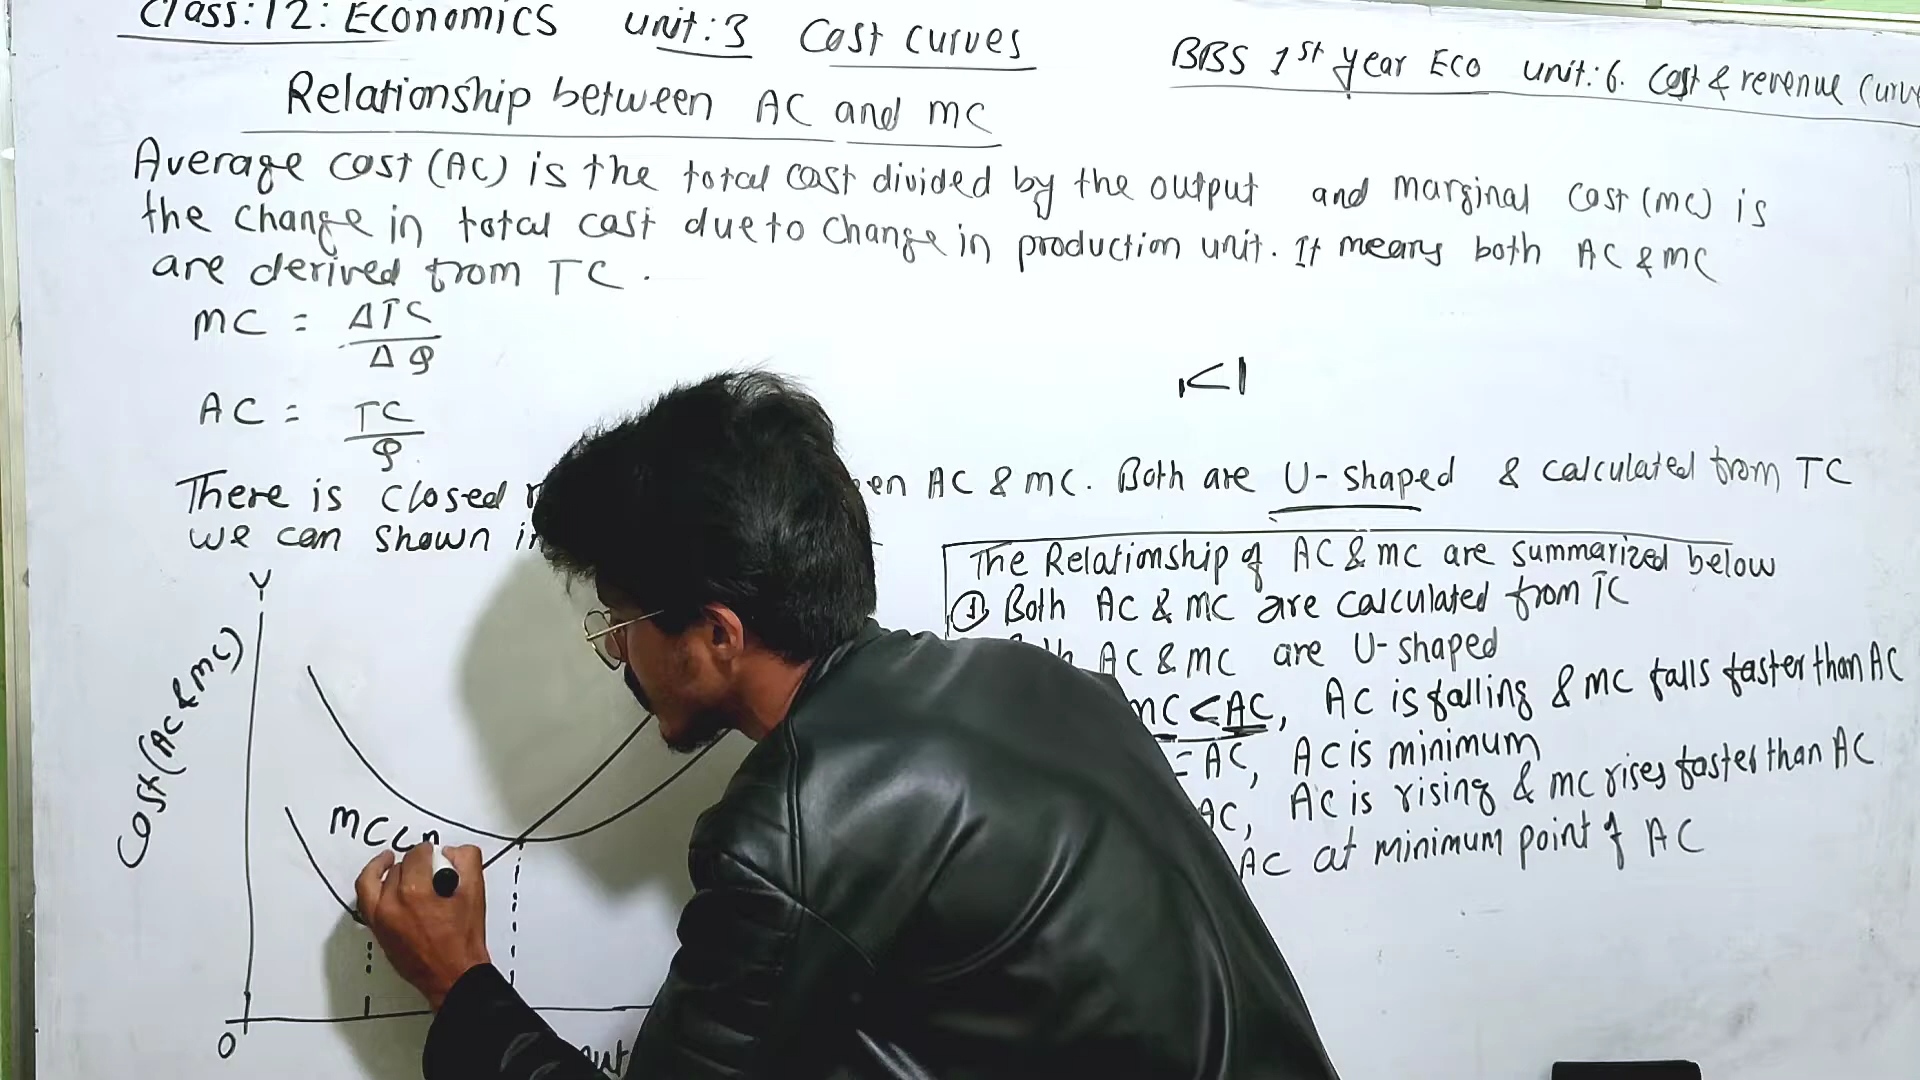 Class:12: Economics unit:3 Cost curves
BBS 1st year Eco unit:6. Cost & revenue Curve
Relationship between AC and MC
Average cost (AC) is the total cost divided by the output and marginal cost (MC) is
the change in total cost due to change in production unit. It means both AC & MC
are derived from TC.
MC = ΔTC
ΔQ
<1
AC = TC
Q
There is closed AC & MC. Both are U-shaped & calculated from TC
we can shown in
The Relationship of AC & MC are summarized below
① Both AC & MC are calculated from TC
AC & MC are U-shaped
MC < AC, AC is falling & MC falls faster than AC
= AC, AC is minimum
AC, AC is rising & MC rises faster than AC
AC at minimum point of AC
Y
Cost (AC & MC)
MC<
O